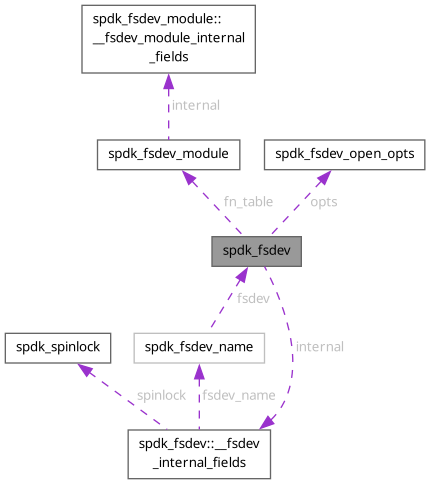 spdk_fsdev_module::
__fsdev_module_internal
_fields
internal
spdk_fsdev_module
spdk_fsdev_open_opts
fn_table
opts
spdk_fsdev
fsdev
spdk_spinlock
spdk_fsdev_name
internal
spinlock
fsdev_name
spdk_fsdev::__fsdev
_internal_fields